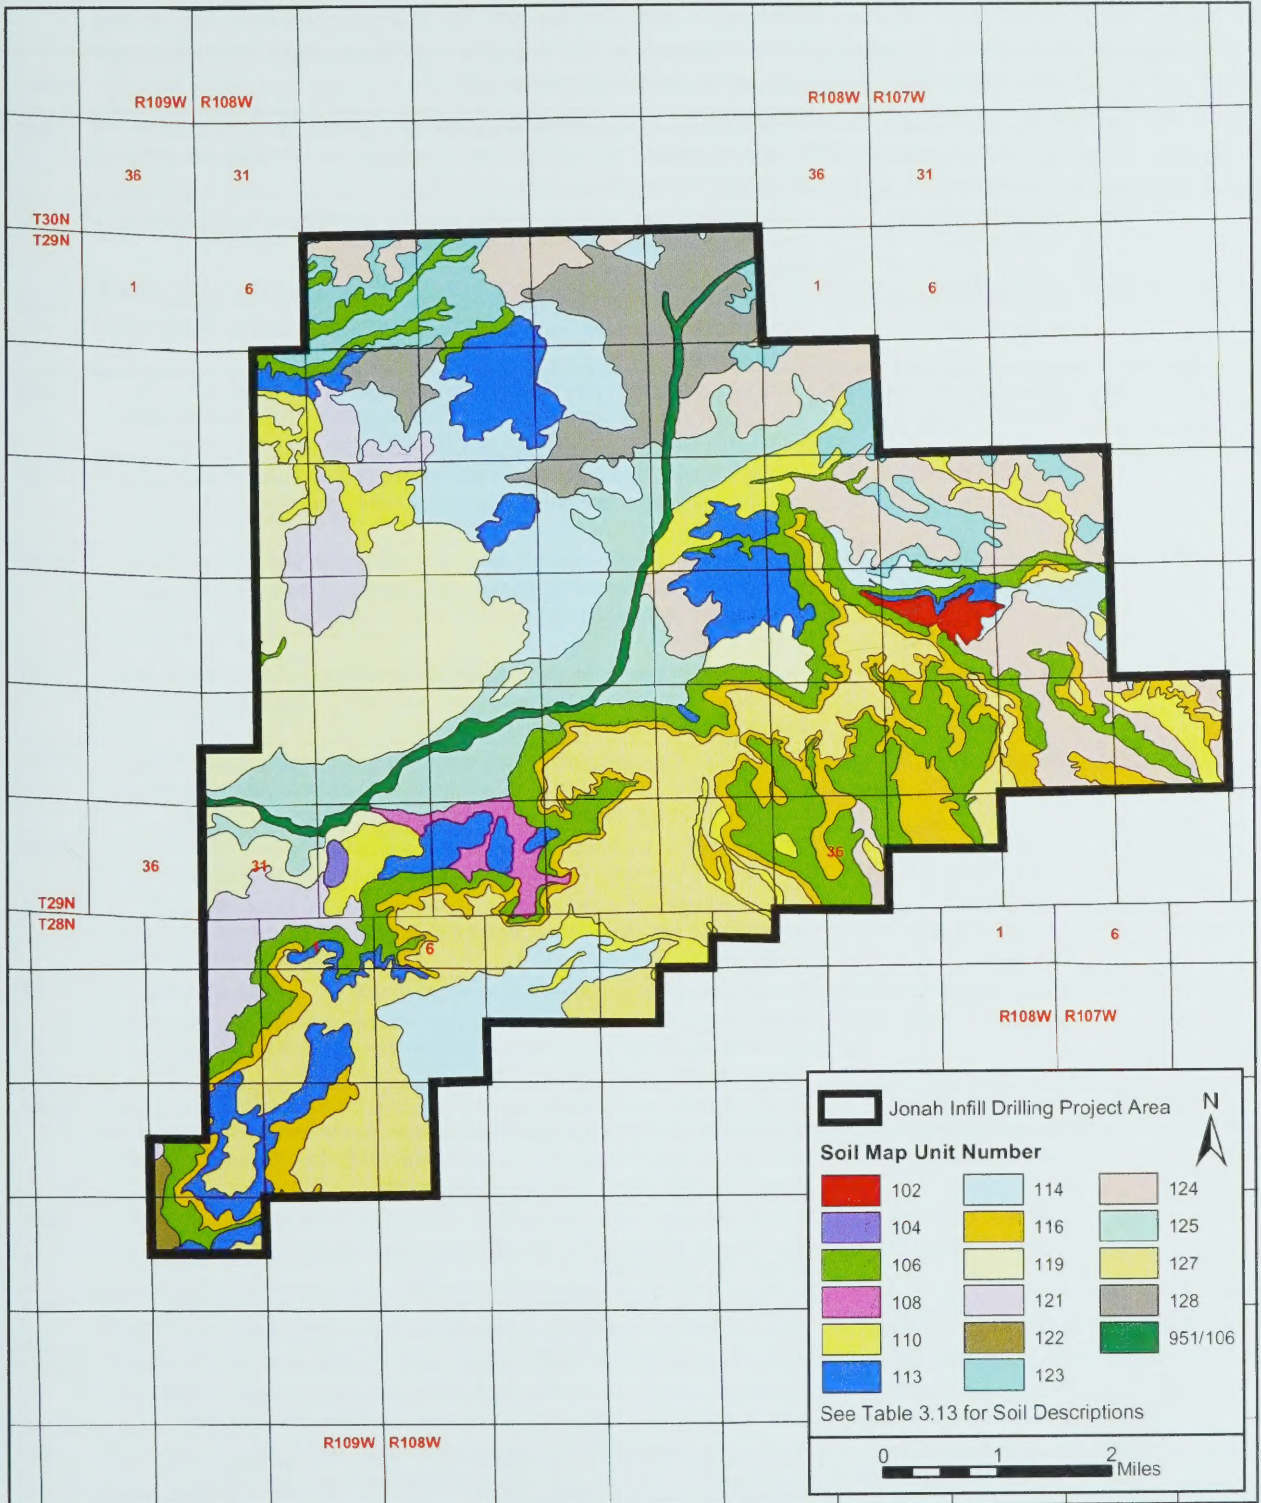 R109W R108W
R108W R107W
36 31
36 31
T30N
T29N
1 6
1 6
36 31
36
T29N
T28N
6
1 6
R108W R107W
Jonah Infill Drilling Project Area
N
Soil Map Unit Number
102 114 124
104 116 125
106 119 127
108 121 128
110 122 951/106
113 123
See Table 3.13 for Soil Descriptions
0 1 2
Miles
R109W R108W